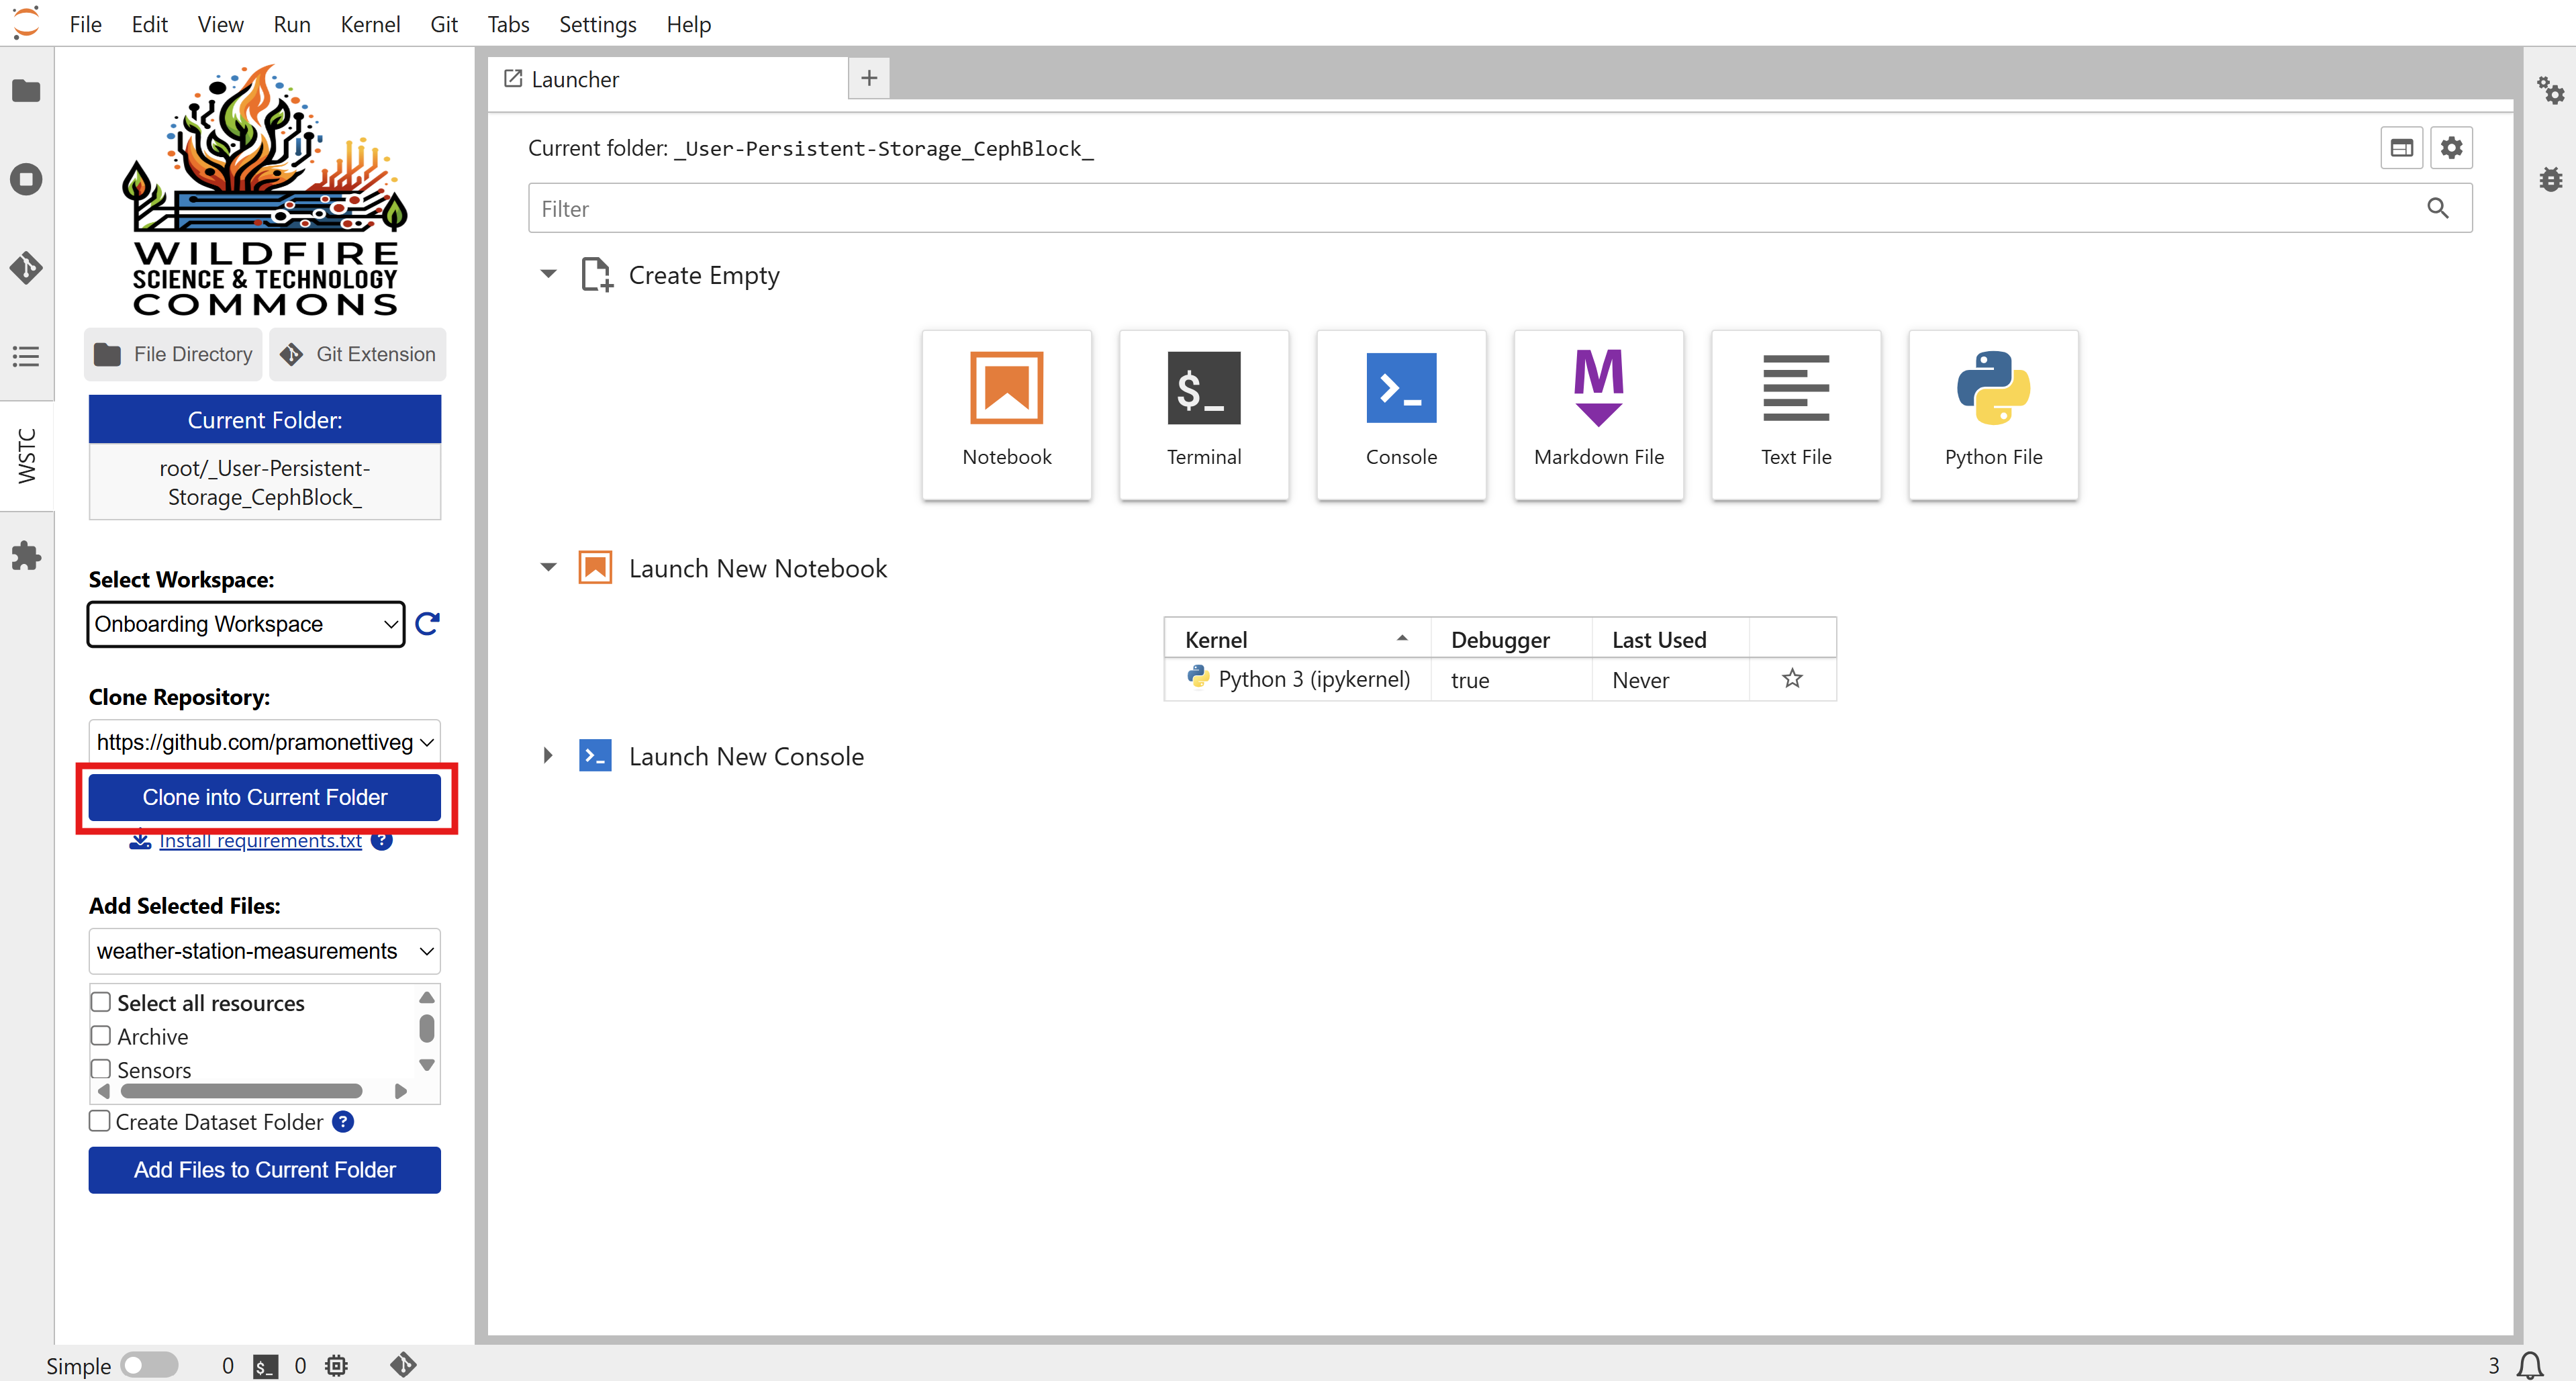 File Edit View Run Kernel Git Tabs Settings Help
WILDFIRE
SCIENCE & TECHNOLOGY
COMMONS
File Directory Git Extension
Current Folder:
root/_User-Persistent-
Storage_CephBlock_
WSTC
Select Workspace:
Onboarding Workspace
Clone Repository:
https://github.com/pramonettiveg
Clone into Current Folder
Install requirements.txt ?
Add Selected Files:
weather-station-measurements
Select all resources
Archive
Sensors
Create Dataset Folder ?
Add Files to Current Folder
Launcher +
Current folder: _User-Persistent-Storage_CephBlock_
Filter
Create Empty
$_ M
Notebook Terminal Console Markdown File Text File Python File
Launch New Notebook
Kernel Debugger Last Used
Python 3 (ipykernel) true Never
Launch New Console
Simple 0 $_ 0 3